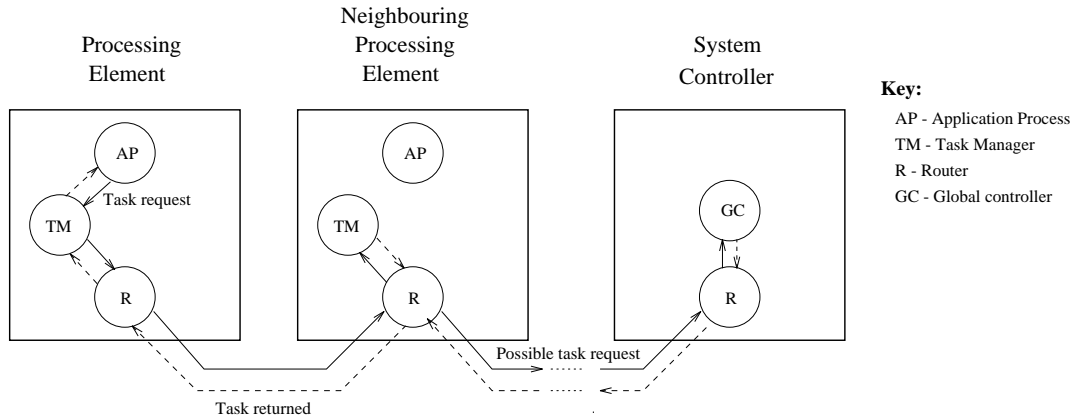 Processing
Element
Neighbouring
Processing
Element
System
Controller
Key:
AP - Application Process
TM - Task Manager
R - Router
GC - Global controller
AP
Task request
TM
R
AP
TM
R
GC
R
Possible task request
Task returned